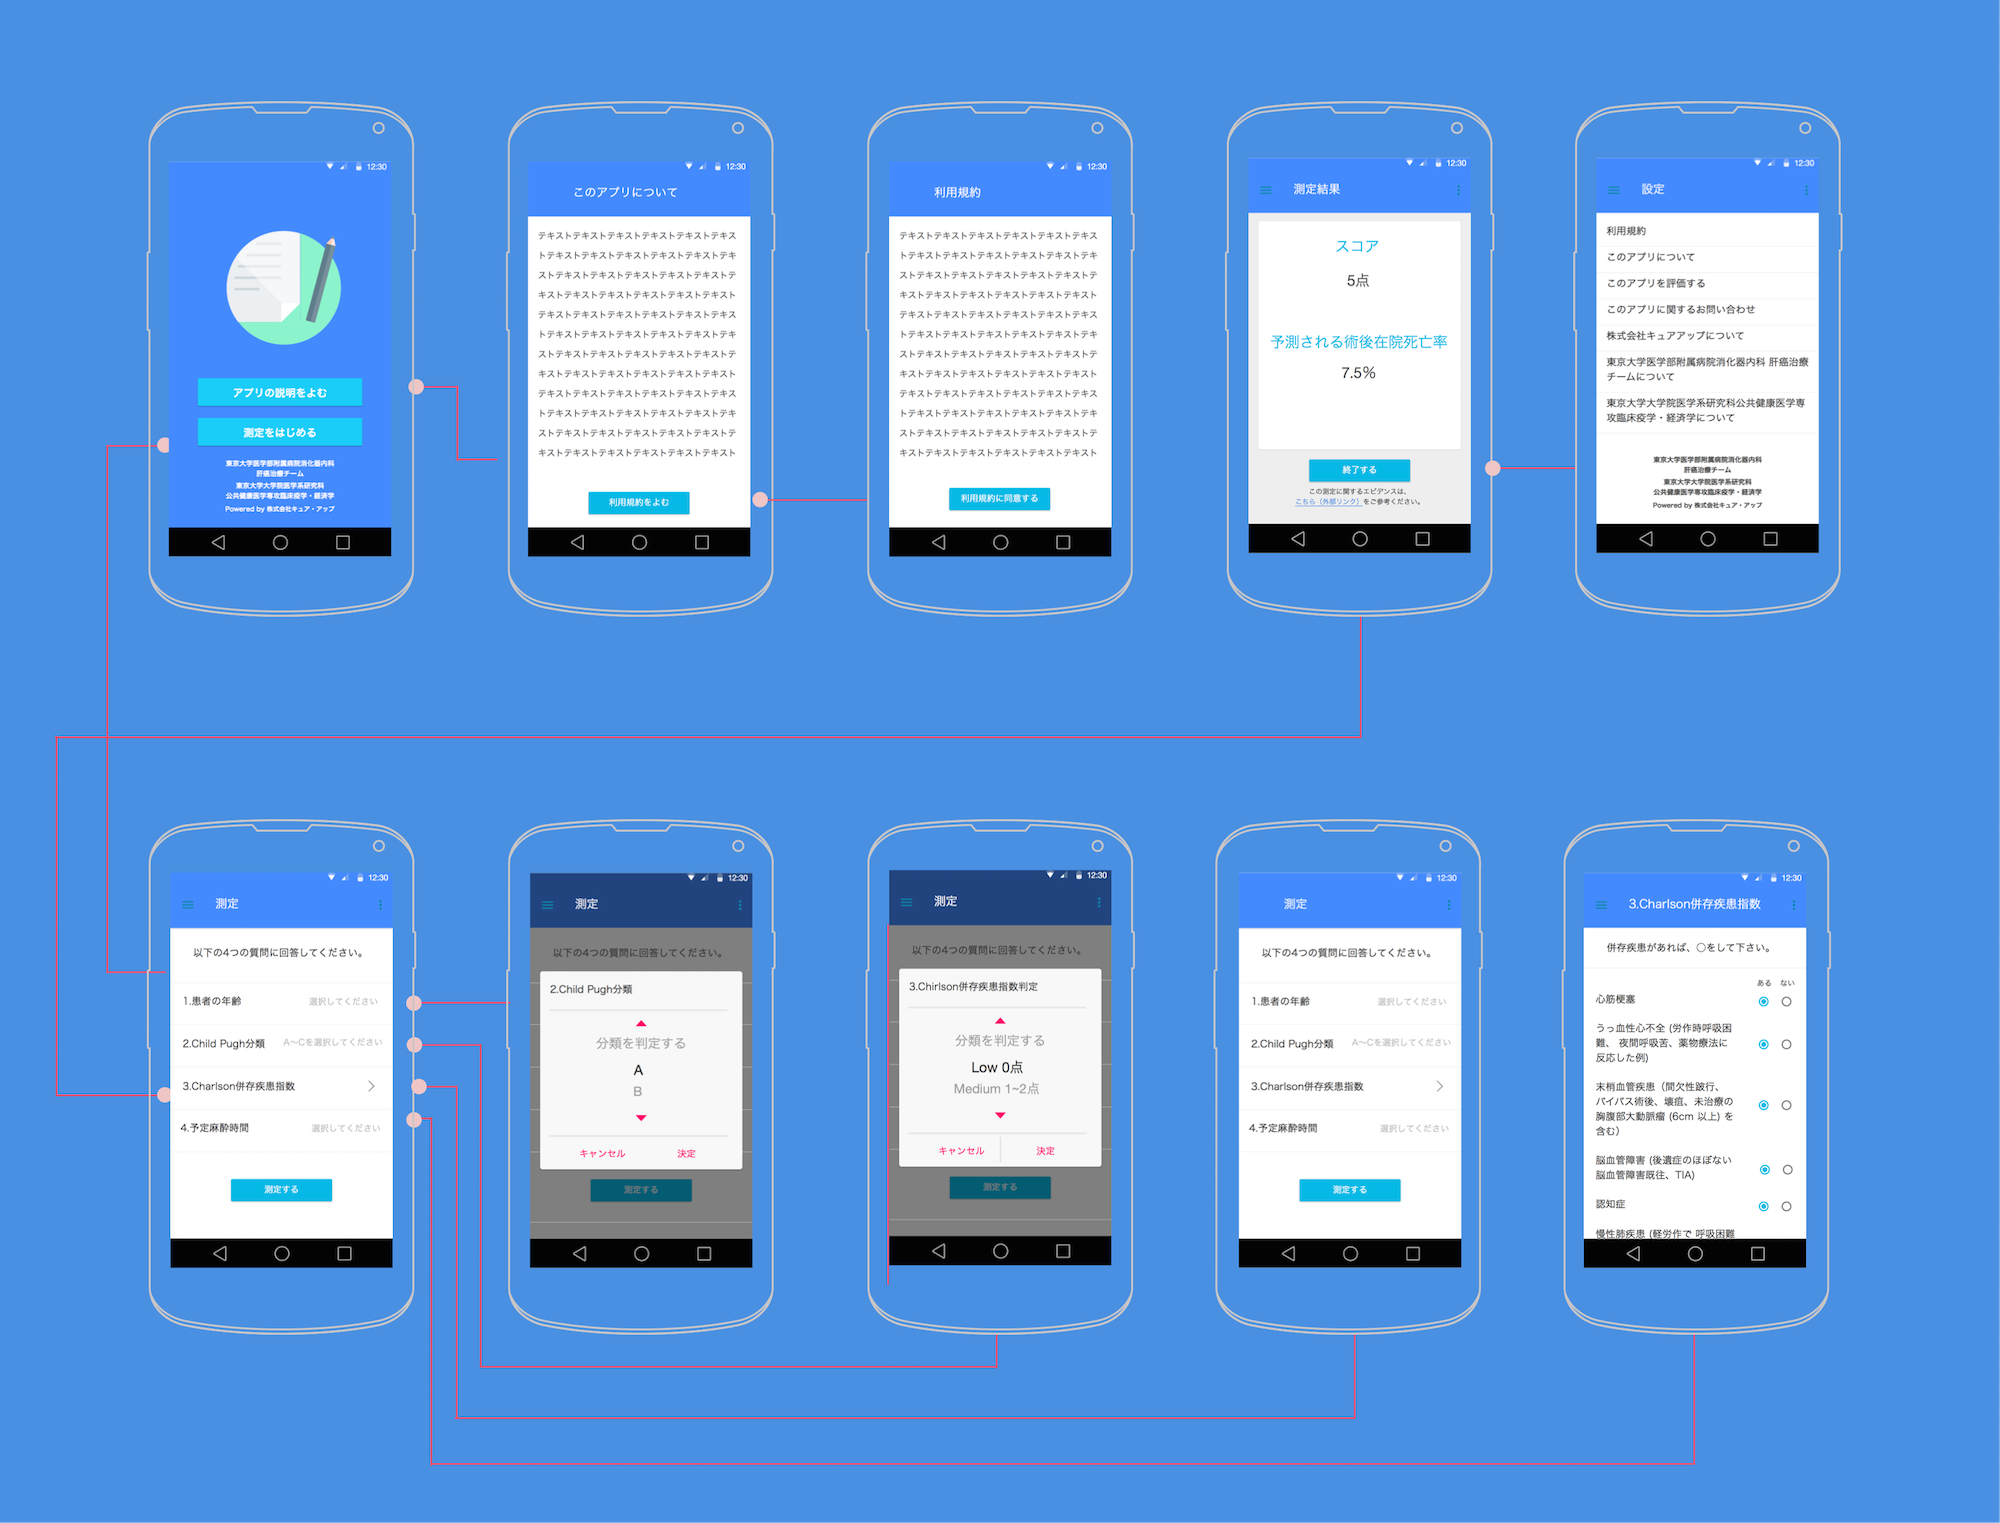 12:30
アプリの説明をよむ
測定をはじめる
東京大学医学部附属病院消化器内科
肝癌治療チーム
東京大学大学院医学系研究科
公共健康医学専攻臨床疫学・経済学
Powered by 株式会社キュア・アップ
12:30
このアプリについて
テキストテキストテキストテキストテキストテキス
トテキストテキストテキストテキストテキストテキ
ストテキストテキストテキストテキストテキストテ
キストテキストテキストテキストテキストテキスト
テキストテキストテキストテキストテキストテキス
トテキストテキストテキストテキストテキストテキ
ストテキストテキストテキストテキストテキストテ
キストテキストテキストテキストテキストテキスト
テキストテキストテキストテキストテキストテキス
トテキストテキストテキストテキストテキストテキ
ストテキストテキストテキストテキストテキストテ
キストテキストテキストテキストテキストテキスト
利用規約をよむ
12:30
利用規約
テキストテキストテキストテキストテキストテキス
トテキストテキストテキストテキストテキストテキ
ストテキストテキストテキストテキストテキストテ
キストテキストテキストテキストテキストテキスト
テキストテキストテキストテキストテキストテキス
トテキストテキストテキストテキストテキストテキ
ストテキストテキストテキストテキストテキストテ
キストテキストテキストテキストテキストテキスト
テキストテキストテキストテキストテキストテキス
トテキストテキストテキストテキストテキストテキ
ストテキストテキストテキストテキストテキストテ
キストテキストテキストテキストテキストテキスト
利用規約に同意する
12:30
測定結果
スコア
5点
予測される術後在院死亡率
7.5%
終了する
この測定に関するエビアンスは、
こちら（外部リンク）をご参考ください。
12:30
設定
利用規約
このアプリについて
このアプリを評価する
このアプリに関するお問い合わせ
株式会社キュアアップについて
東京大学医学部附属病院消化器内科 肝癌治療
チームについて
東京大学大学院医学系研究科公共健康医学専
攻臨床疫学・経済学について
東京大学医学部附属病院消化器内科
肝癌治療チーム
東京大学大学院医学系研究科
公共健康医学専攻臨床疫学・経済学
Powered by 株式会社キュア・アップ
12:30
測定
以下の4つの質問に回答してください。
1.患者の年齢 選択してください
2.Child Pugh分類 A〜Cを選択してください
3.Charlson併存疾患指数
4.予定麻酔時間 選択してください
測定する
12:30
測定
以下の4つの質問に回答してください。
2.Child Pugh分類
分類を判定する
A
B
キャンセル 決定
測定する
12:30
測定
以下の4つの質問に回答してください。
3.Chirlson併存疾患指数判定
分類を判定する
Low 0点
Medium 1~2点
キャンセル 決定
測定する
12:30
測定
以下の4つの質問に回答してください。
1.患者の年齢 選択してください
2.Child Pugh分類 A〜Cを選択してください
3.Charlson併存疾患指数
4.予定麻酔時間 選択してください
測定する
12:30
3.Charlson併存疾患指数
併存疾患があれば、○をして下さい。
ある ない
心筋梗塞
うっ血性心不全 (労作時呼吸困
難、 夜間呼吸苦、薬物療法に
反応した例)
末梢血管疾患（間欠性跛行、
バイパス術後、壊疽、未治療の
胸腹部大動脈瘤 (6cm 以上) を
含む）
脳血管障害 (後遺症のほぼない
脳血管障害既往、TIA)
認知症
慢性肺疾患 (軽労作で 呼吸困難